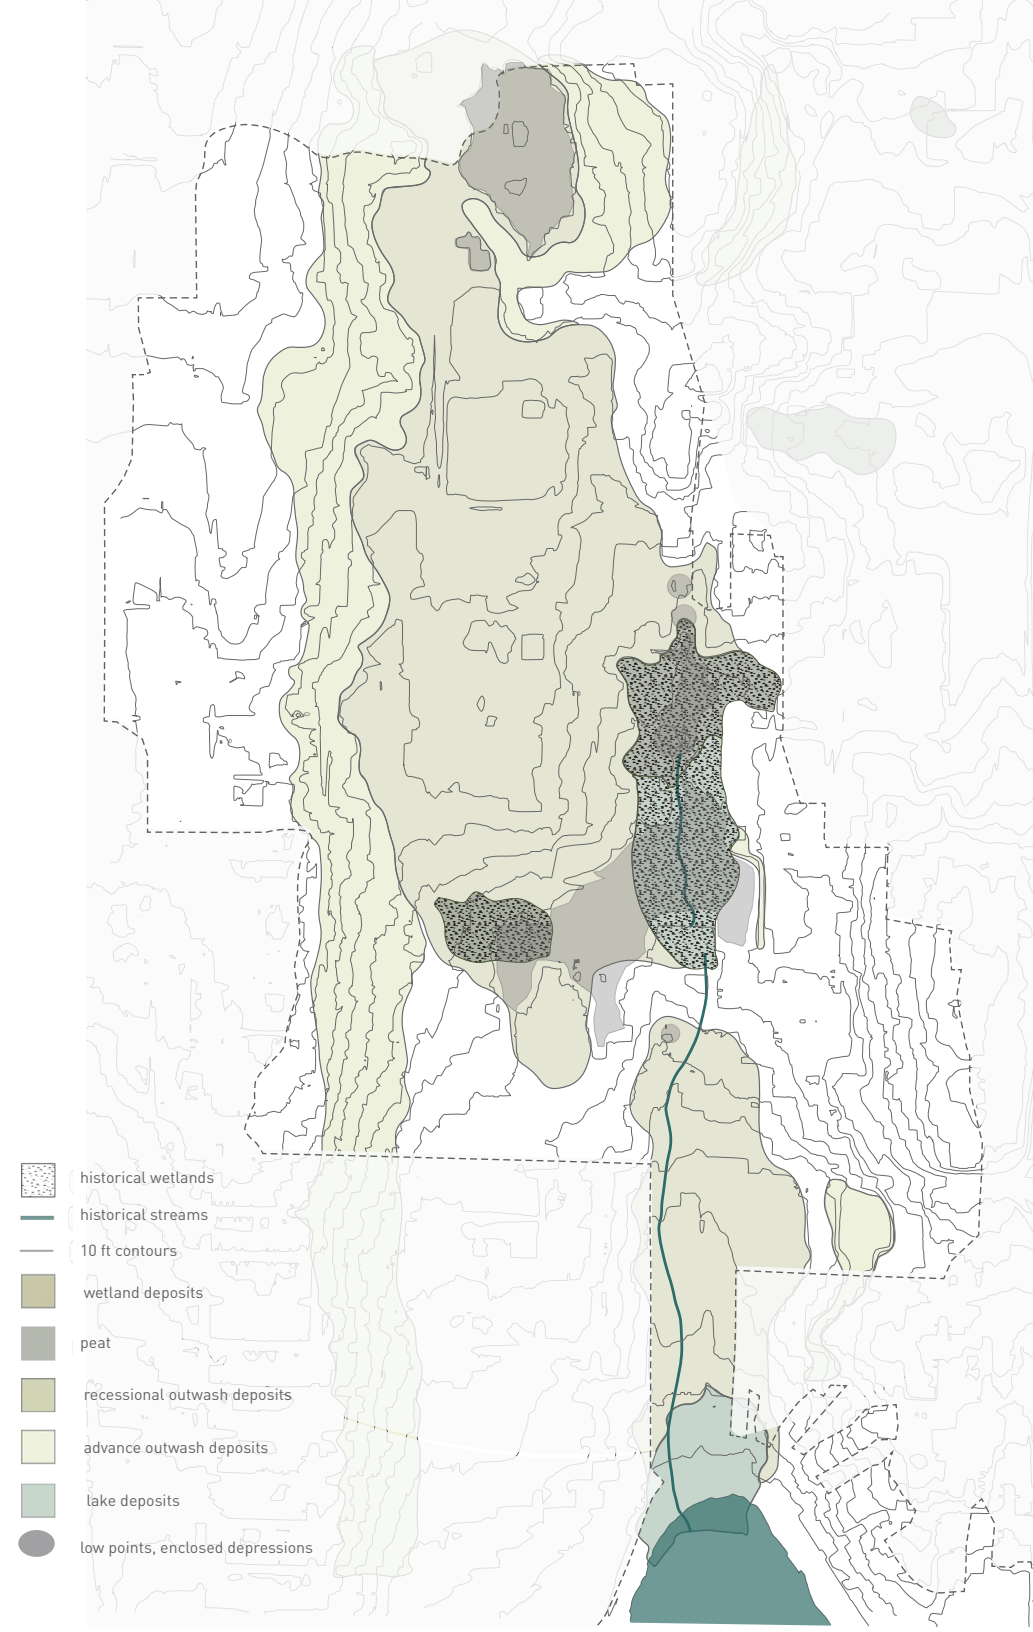 historical wetlands
historical streams
10 ft contours
wetland deposits
peat
recessional outwash deposits
advance outwash deposits
lake deposits
low points, enclosed depressions